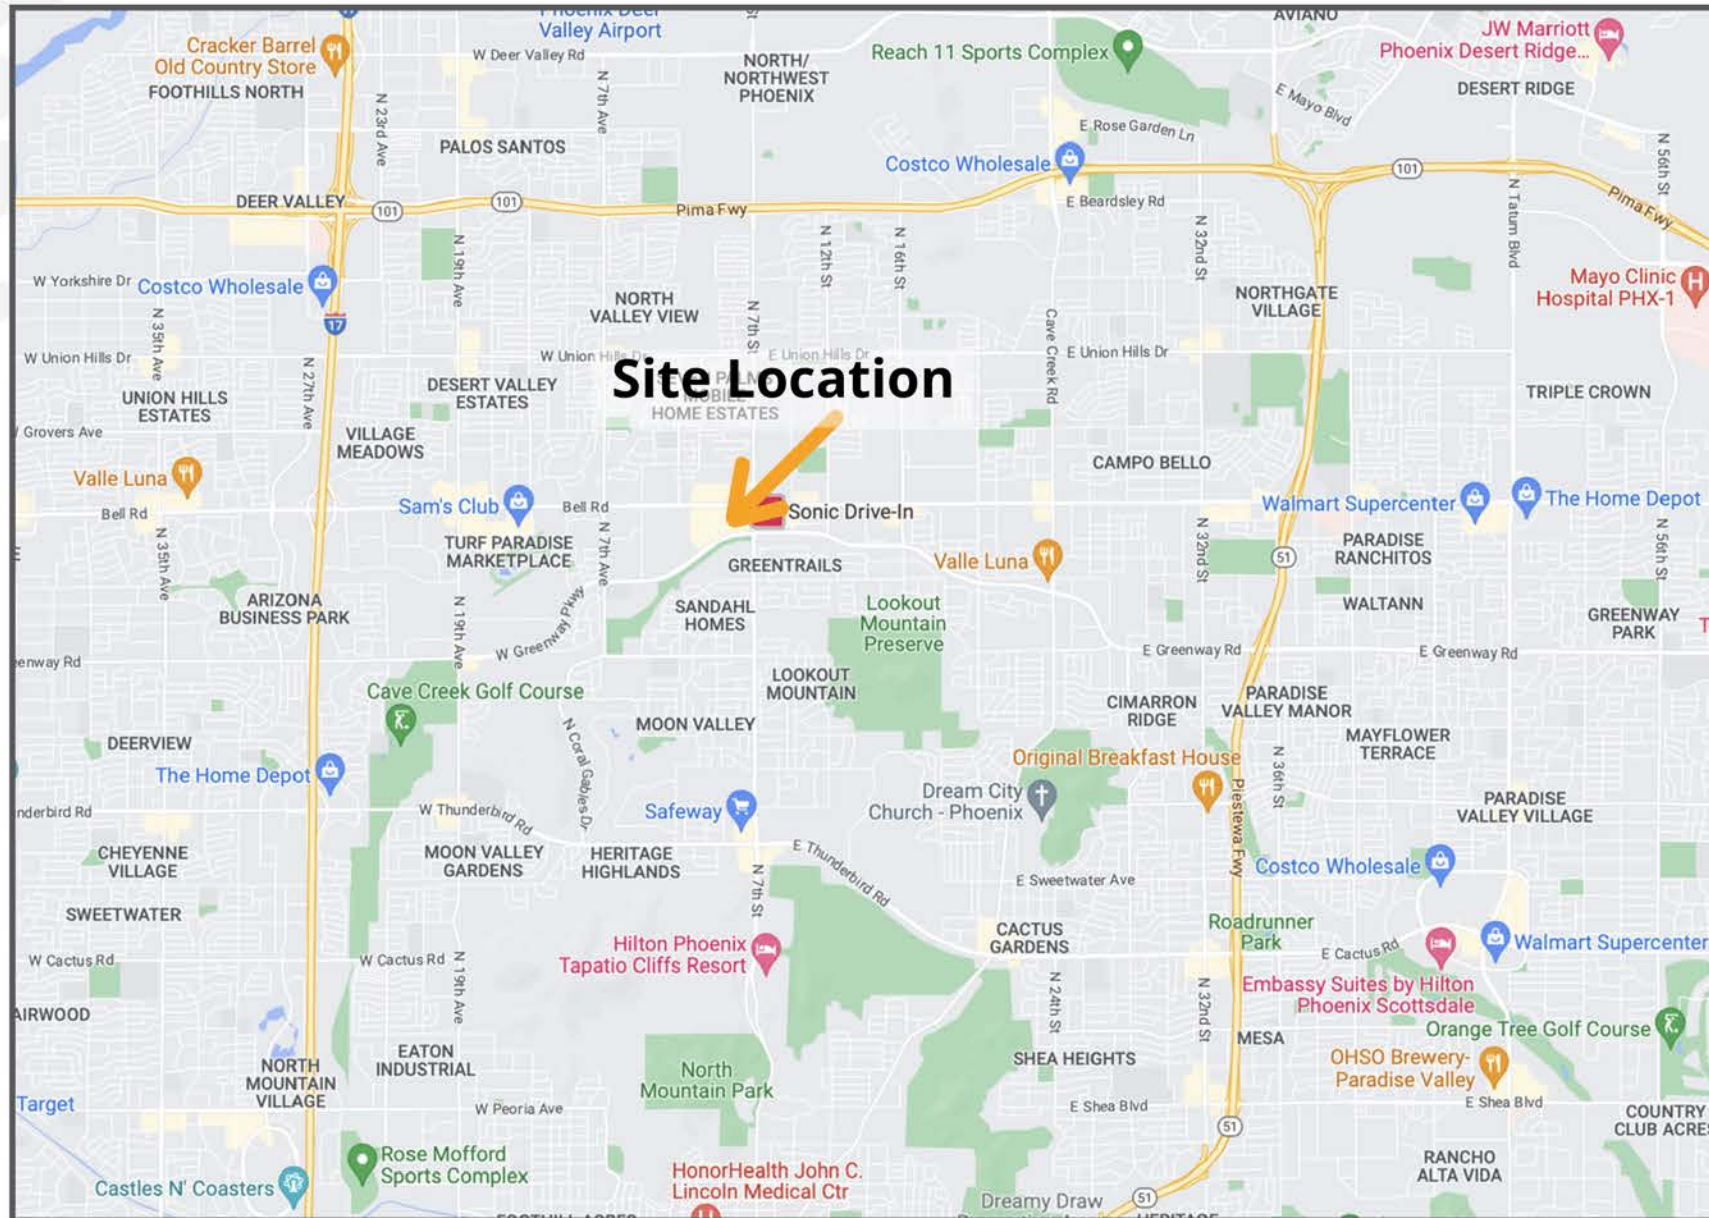 Phoenix Deer
Valley Airport
AVIANO
Cracker Barrel
Old Country Store
FOOTHILLS NORTH
W Deer Valley Rd
N 7th Ave
NORTH/
NORTHWEST
PHOENIX
Reach 11 Sports Complex
JW Marriott
Phoenix Desert Ridge...
DESERT RIDGE
E Mayo Blvd
N 23rd Ave
PALOS SANTOS
E Rose Garden Ln
Costco Wholesale
N 56th St
101
DEER VALLEY
101
101
Pima Fwy
E Beardsley Rd
Pima Fwy
N Tatum Blvd
N 19th Ave
N 12th St
N 16th St
N 32nd St
W Yorkshire Dr
Costco Wholesale
17
NORTH
VALLEY VIEW
N 7th St
NORTHGATE
VILLAGE
Mayo Clinic
Hospital PHX-1
N 35th Ave
Cave Creek Rd
W Union Hills Dr
W Union Hills Dr
E Union Hills Dr
E Union Hills Dr
N 27th Ave
Site Location
MOBILE
HOME ESTATES
UNION HILLS
ESTATES
DESERT VALLEY
ESTATES
TRIPLE CROWN
Grovers Ave
VILLAGE
MEADOWS
CAMPO BELLO
Valle Luna
Bell Rd
Sam's Club
Bell Rd
Sonic Drive-In
Walmart Supercenter
The Home Depot
N 35th Ave
TURF PARADISE
MARKETPLACE
N 7th Ave
GREENTRAILS
Valle Luna
N 32nd St
51
PARADISE
RANCHITOS
N 56th St
ARIZONA
BUSINESS PARK
SANDAHL
HOMES
Lookout
Mountain
Preserve
WALTANN
GREENWAY
PARK
N 19th Ave
W Greenway Pkwy
enway Rd
E Greenway Rd
E Greenway Rd
Cave Creek Golf Course
LOOKOUT
MOUNTAIN
CIMARRON
RIDGE
PARADISE
VALLEY MANOR
MOON VALLEY
N Coral Gables Dr
DEERVIEW
MAYFLOWER
TERRACE
The Home Depot
Original Breakfast House
N 36th St
Piestewa Fwy
nderbird Rd
W Thunderbird Rd
Safeway
Dream City
Church - Phoenix
PARADISE
VALLEY VILLAGE
CHEYENNE
VILLAGE
MOON VALLEY
GARDENS
HERITAGE
HIGHLANDS
E Thunderbird Rd
N 7th St
E Sweetwater Ave
Costco Wholesale
SWEETWATER
Roadrunner
Park
CACTUS
GARDENS
Hilton Phoenix
Tapatio Cliffs Resort
W Cactus Rd
W Cactus Rd
N 19th Ave
E Cactus Rd
Walmart Supercenter
N 24th St
N 32nd St
Embassy Suites by Hilton
Phoenix Scottsdale
AIRWOOD
Orange Tree Golf Course
MESA
EATON
INDUSTRIAL
SHEA HEIGHTS
OHSO Brewery-
Paradise Valley
NORTH
MOUNTAIN
VILLAGE
North
Mountain Park
Target
W Peoria Ave
E Shea Blvd
E Shea Blvd
COUNTRY
CLUB ACRES
51
Rose Mofford
Sports Complex
HonorHealth John C.
Lincoln Medical Ctr
RANCHO
ALTA VIDA
Castles N' Coasters
Dreamy Draw
51
HERITAGE